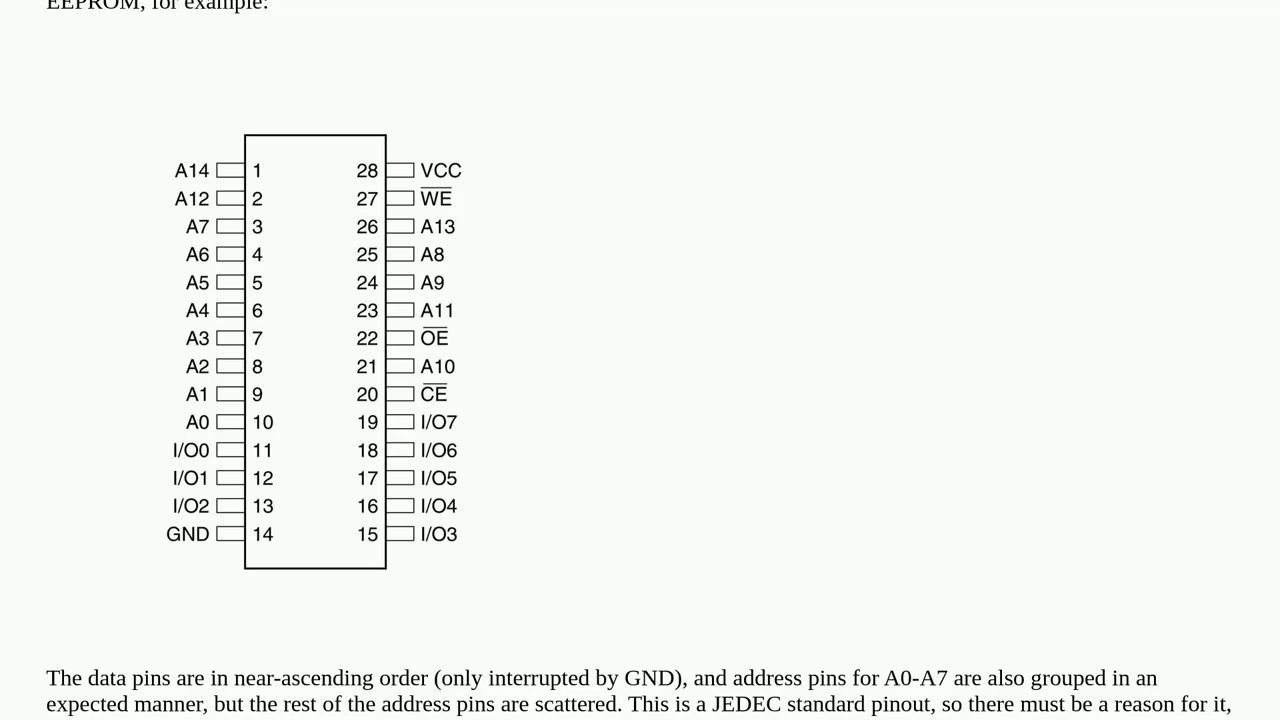 EEPROM, for example:
A14 1 28 VCC
A12 2 27 W̅E̅
A7 3 26 A13
A6 4 25 A8
A5 5 24 A9
A4 6 23 A11
A3 7 22 O̅E̅
A2 8 21 A10
A1 9 20 C̅E̅
A0 10 19 I/O7
I/O0 11 18 I/O6
I/O1 12 17 I/O5
I/O2 13 16 I/O4
GND 14 15 I/O3
The data pins are in near-ascending order (only interrupted by GND), and address pins for A0-A7 are also grouped in an
expected manner, but the rest of the address pins are scattered. This is a JEDEC standard pinout, so there must be a reason for it,